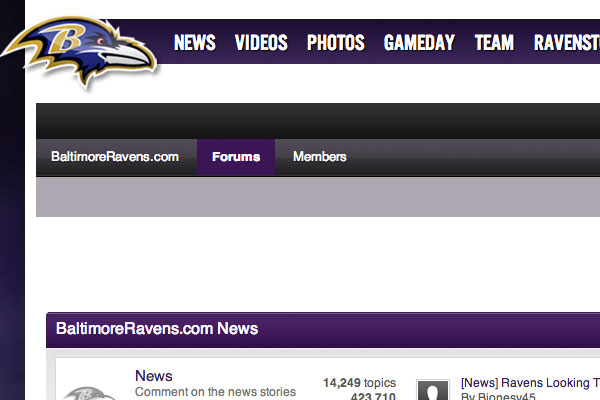 B
NEWS VIDEOS PHOTOS GAMEDAY TEAM RAVENST
BaltimoreRavens.com Forums Members
BaltimoreRavens.com News
News
Comment on the news stories
14,249 topics
423,710
[News] Ravens Looking T
By Bionesy45